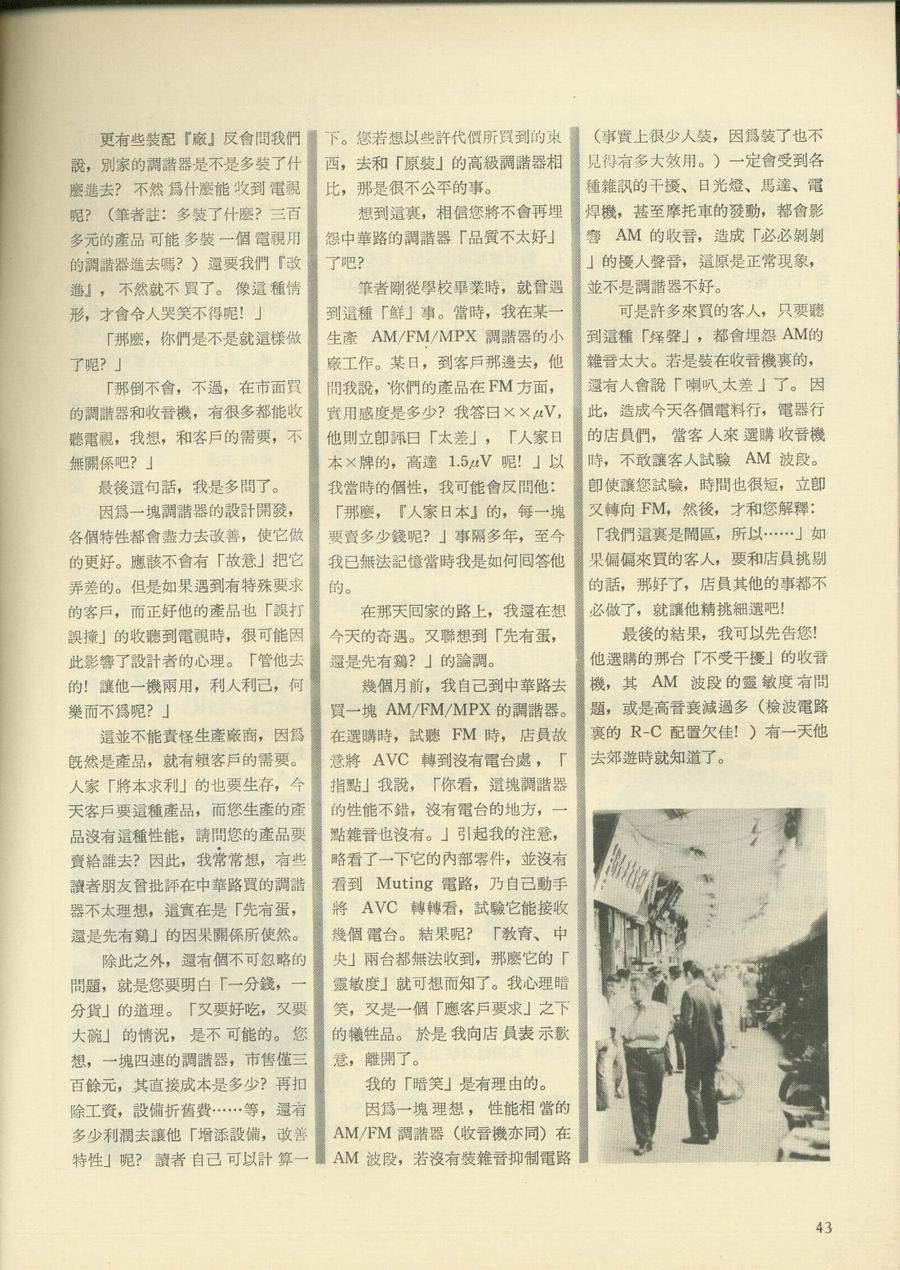 更有些裝配『廠』反會問我們
說，別家的調諧器是不是多裝了什
麼進去？不然爲什麼能收到電視
呢？（筆者註：多裝了什麼？三百
多元的產品可能多裝一個電視用
的調諧器進去嗎？）還要我們『改
進』，不然就不買了。像這種情
形，才會令人哭笑不得呢！」
「那麼，你們是不是就這樣做
了呢？」
「那倒不會，不過，在市面買
的調諧器和收音機，有很多都能收
聽電視，我想，和客戶的需要，不
無關係吧？」
最後這句話，我是多問了。
因爲一塊調諧器的設計開發，
各個特性都會盡力去改善，使它做
的更好。應該不會有「故意」把它
弄差的。但是如果遇到有特殊要求
的客戶，而正好他的產品也「誤打
誤撞」的收聽到電視時，很可能因
此影響了設計者的心理。「管他去
的！讓他一機兩用，利人利己，何
樂而不爲呢？」
這並不能責怪生產廠商，因爲
旣然是產品，就有賴客戶的需要。
人家「將本求利」的也要生存，今
天客戶要這種產品，而您生產的產
品沒有這種性能，請問您的產品要
賣給誰去？因此，我常常想，有些
讀者朋友曾批評在中華路買的調諧
器不太理想，這實在是「先有蛋，
還是先有鷄」的因果關係所使然。
除此之外，還有個不可忽略的
問題，就是您要明白「一分錢，一
分貨」的道理。「又要好吃，又要
大碗」的情況，是不可能的。您
想，一塊四連的調諧器，市售僅三
百餘元，其直接成本是多少？再扣
除工資，設備折舊費……等，還有
多少利潤去讓他「增添設備，改善
特性」呢？讀者自己可以計算一
下。您若想以些許代價所買到的東
西，去和「原裝」的高級調諧器相
比，那是很不公平的事。
想到這裏，相信您將不會再埋
怨中華路的調諧器「品質不太好」
了吧？
筆者剛從學校畢業時，就曾遇
到這種「鮮」事。當時，我在某一
生產 AM/FM/MPX 調諧器的小
廠工作。某日，到客戶那邊去，他
問我說，你們的產品在FM方面，
實用感度是多少？我答曰××μV，
他則立卽評曰「太差」，「人家日
本×牌的，高達 1.5μV 呢！」以
我當時的個性，我可能會反問他：
「那麼，『人家日本』的，每一塊
要賣多少錢呢？」事隔多年，至今
我已無法記憶當時我是如何回答他
的。
在那天回家的路上，我還在想
今天的奇遇。又聯想到「先有蛋，
還是先有鷄？」的論調。
幾個月前，我自己到中華路去
買一塊 AM/FM/MPX 的調諧器。
在選購時，試聽 FM 時，店員故
意將 AVC 轉到沒有電台處，「
指點」我說，「你看，這塊調諧器
的性能不錯，沒有電台的地方，一
點雜音也沒有。」引起我的注意，
略看了一下它的內部零件，並沒有
看到 Muting 電路，乃自己動手
將 AVC 轉轉看，試驗它能接收
幾個電台。結果呢？「敎育、中
央」兩台都無法收到，那麼它的「
靈敏度」就可想而知了。我心理暗
笑，又是一個「應客戶要求」之下
的犧牲品。於是我向店員表示歉
意，離開了。
我的「暗笑」是有理由的。
因爲一塊理想，性能相當的
AM/FM 調諧器（收音機亦同）在
AM 波段，若沒有裝雜音抑制電路
（事實上很少人裝，因爲裝了也不
見得有多大效用。）一定會受到各
種雜訊的干擾、日光燈、馬達、電
焊機，甚至摩托車的發動，都會影
響 AM 的收音，造成「必必剝剝
」的擾人聲音，這原是正常現象，
並不是調諧器不好。
可是許多來買的客人，只要聽
到這種「噪聲」，都會埋怨 AM的
雜音太大。若是裝在收音機裏的，
還有人會說「喇叭太差」了。因
此，造成今天各個電料行，電器行
的店員們，當客人來選購收音機
時，不敢讓客人試驗 AM 波段。
卽使讓您試驗，時間也很短，立卽
又轉向 FM，然後，才和您解釋：
「我們這裏是鬧區，所以……」如
果偏偏來買的客人，要和店員挑剔
的話，那好了，店員其他的事都不
必做了，就讓他精挑細選吧！
最後的結果，我可以先告您！
他選購的那台「不受干擾」的收音
機，其 AM 波段的靈敏度有問
題，或是高音衰減過多（檢波電路
裏的 R-C 配置欠佳！）有一天他
去郊遊時就知道了。
43